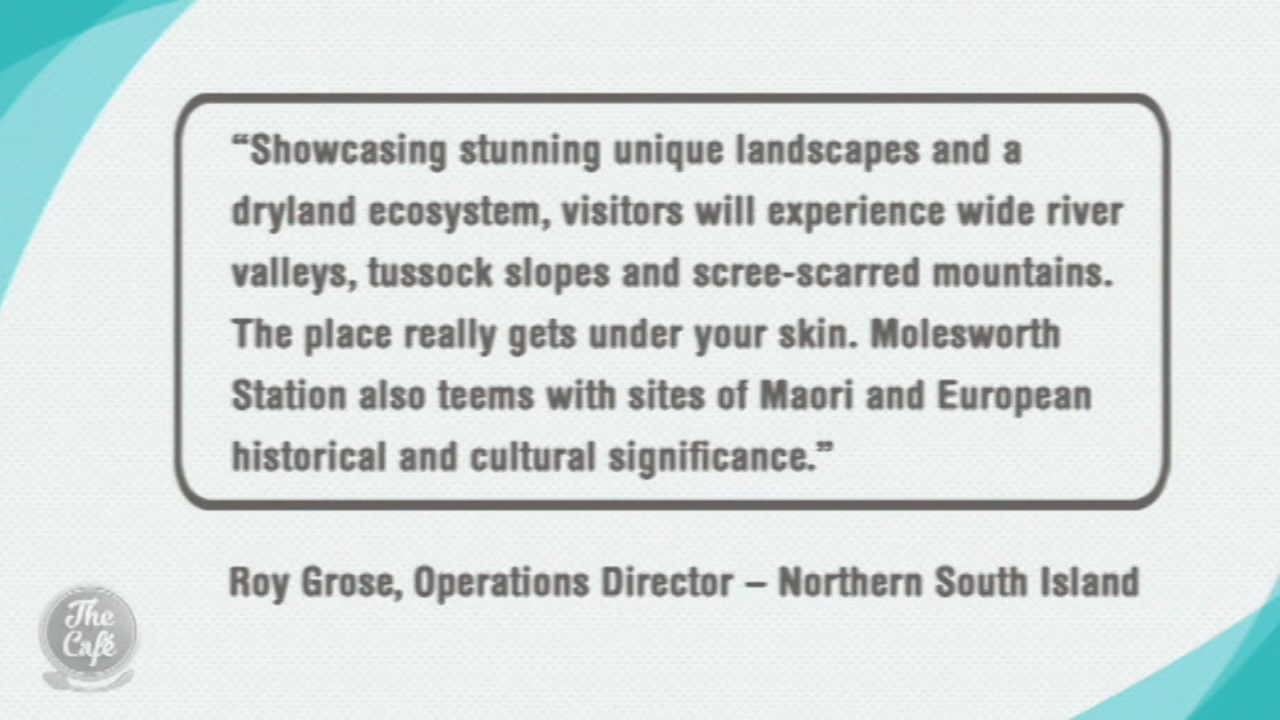 “Showcasing stunning unique landscapes and a
dryland ecosystem, visitors will experience wide river
valleys, tussock slopes and scree-scarred mountains.
The place really gets under your skin. Molesworth
Station also teems with sites of Maori and European
historical and cultural significance.”
Roy Grose, Operations Director – Northern South Island
The
Café